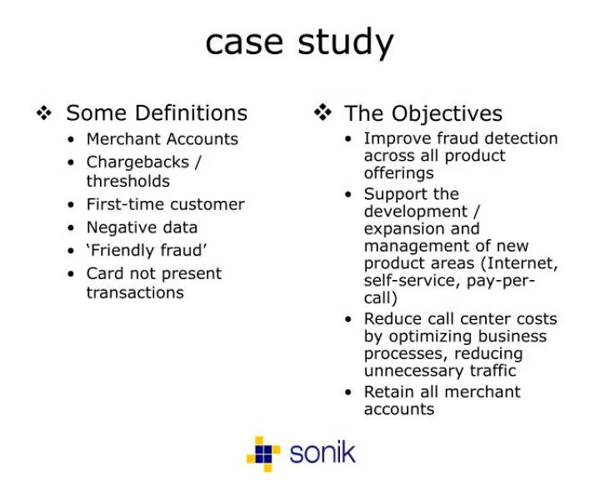 case study
Some Definitions
Merchant Accounts
Chargebacks /
thresholds
First-time customer
Negative data
‘Friendly fraud’
Card not present
transactions
The Objectives
Improve fraud detection
across all product
offerings
Support the
development /
expansion and
management of new
product areas (Internet,
self-service, pay-per-
call)
Reduce call center costs
by optimizing business
processes, reducing
unnecessary traffic
Retain all merchant
accounts
sonik